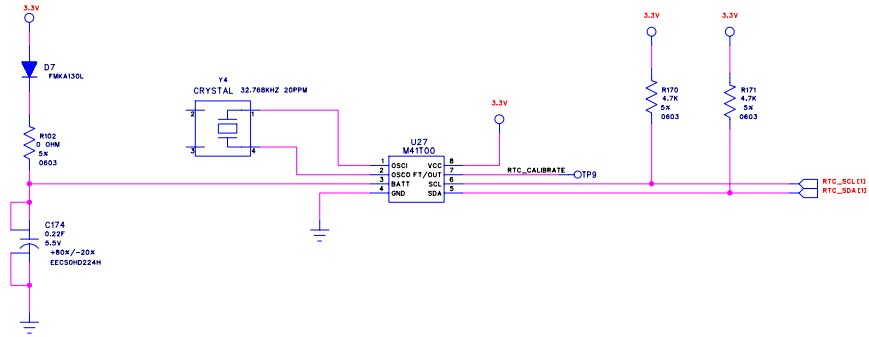 3.3V
D7
FMKA130L
R102
0 OHM
5%
0603
C174
0.22F
5.5V
+80%/-20%
EECS0HD224H
Y4
CRYSTAL 32.768KHZ 20PPM
2 1
3 4
U27
M41T00
1 OSCI VCC 8
2 OSCO FT/OUT 7
3 BATT SCL 6
4 GND SDA 5
3.3V
RTC_CALIBRATE TP9
3.3V
R170
4.7K
5%
0603
3.3V
R171
4.7K
5%
0603
RTC_SCL[1]
RTC_SDA[1]